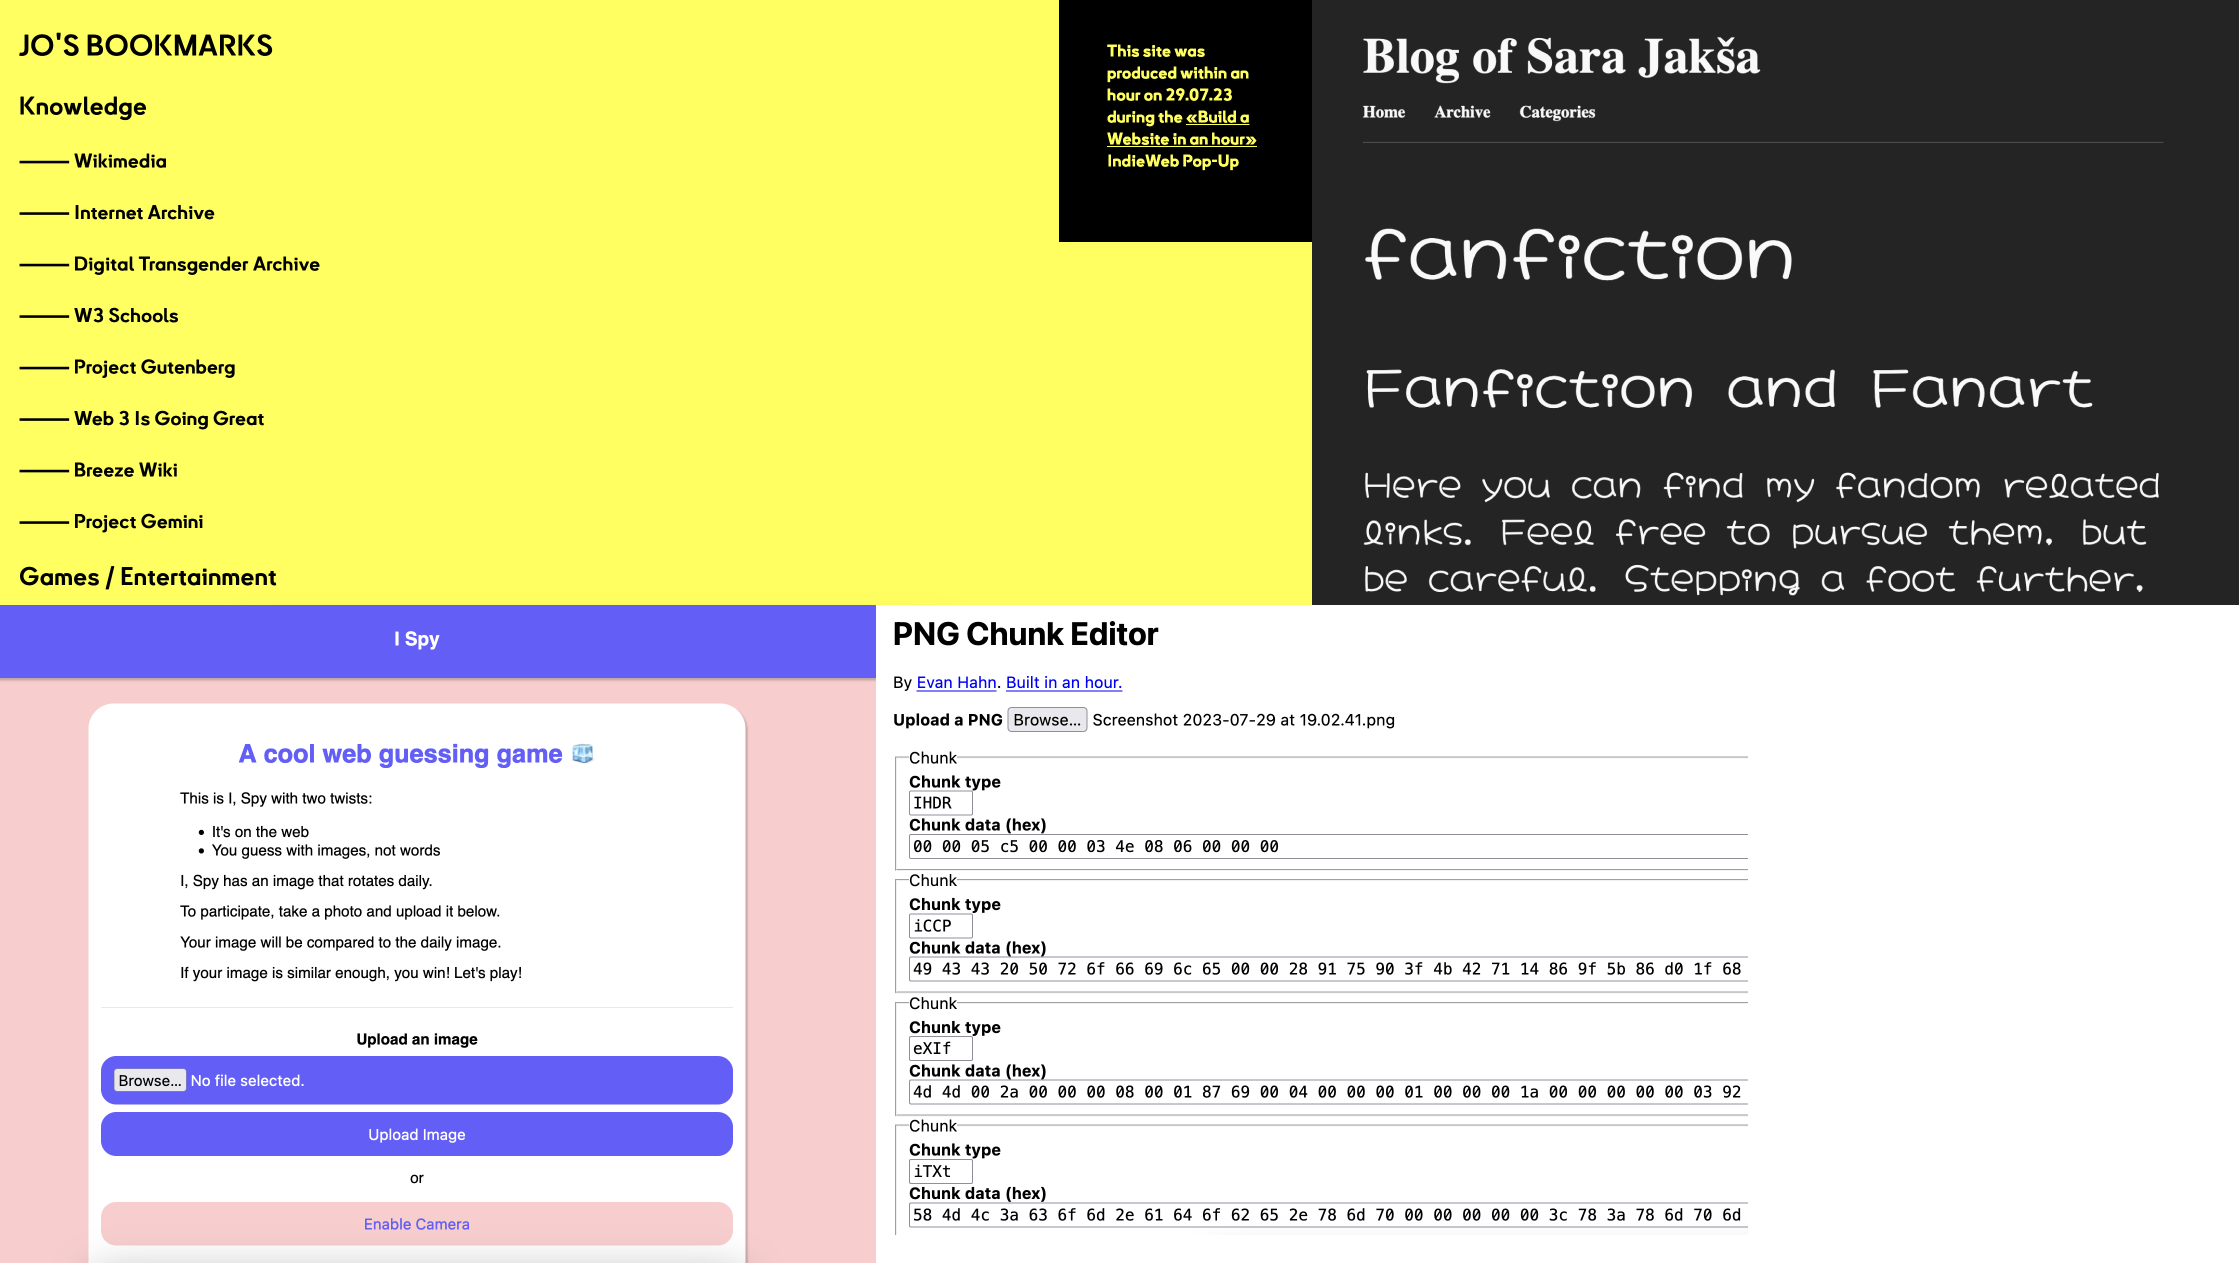 JO'S BOOKMARKS
Knowledge
Wikimedia
Internet Archive
Digital Transgender Archive
W3 Schools
Project Gutenberg
Web 3 Is Going Great
Breeze Wiki
Project Gemini
Games / Entertainment
This site was
produced within an
hour on 29.07.23
during the «Build a
Website in an hour»
IndieWeb Pop-Up
Blog of Sara Jakša
Home Archive Categories
fanfiction
Fanfiction and Fanart
Here you can find my fandom related
links. Feel free to pursue them, but
be careful. Stepping a foot further,
I Spy
A cool web guessing game
This is I, Spy with two twists:
• It's on the web
• You guess with images, not words
I, Spy has an image that rotates daily.
To participate, take a photo and upload it below.
Your image will be compared to the daily image.
If your image is similar enough, you win! Let's play!
Upload an image
Browse... No file selected.
Upload Image
or
Enable Camera
PNG Chunk Editor
By Evan Hahn. Built in an hour.
Upload a PNG Browse... Screenshot 2023-07-29 at 19.02.41.png
Chunk
Chunk type
IHDR
Chunk data (hex)
00 00 05 c5 00 00 03 4e 08 06 00 00 00
Chunk
Chunk type
iCCP
Chunk data (hex)
49 43 43 20 50 72 6f 66 69 6c 65 00 00 28 91 75 90 3f 4b 42 71 14 86 9f 5b 86 d0 1f 68
Chunk
Chunk type
eXIf
Chunk data (hex)
4d 4d 00 2a 00 00 00 08 00 01 87 69 00 04 00 00 00 01 00 00 00 1a 00 00 00 00 00 03 92
Chunk
Chunk type
iTXt
Chunk data (hex)
58 4d 4c 3a 63 6f 6d 2e 61 64 6f 62 65 2e 78 6d 70 00 00 00 00 00 3c 78 3a 78 6d 70 6d